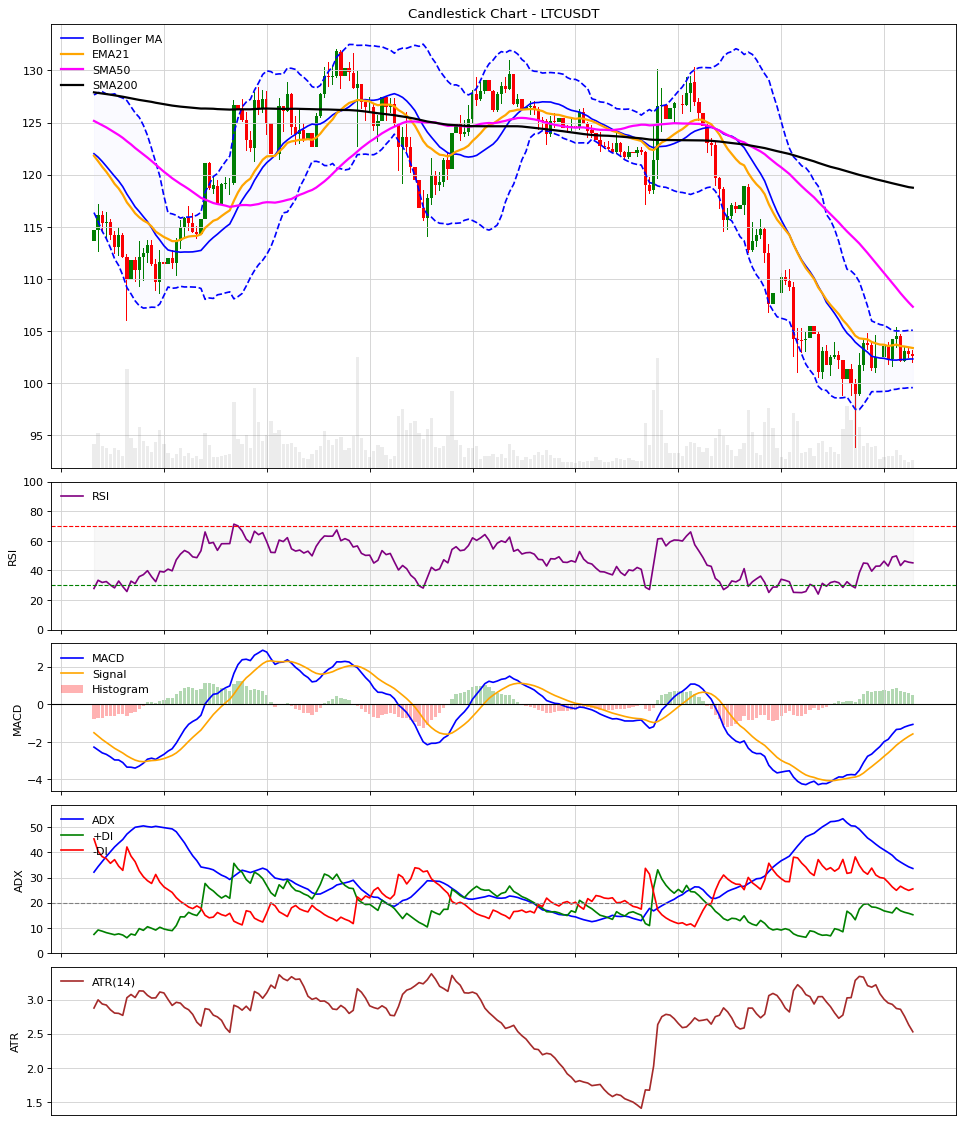 Candlestick Chart - LTCUSDT
Bollinger MA
EMA21
SMA50
SMA200
130
125
120
115
110
105
100
95
100
80
60
40
20
0
RSI
RSI
2
0
−2
−4
MACD
MACD
Signal
Histogram
50
40
30
20
10
0
ADX
ADX
+DI
-DI
3.0
2.5
2.0
1.5
ATR
ATR(14)